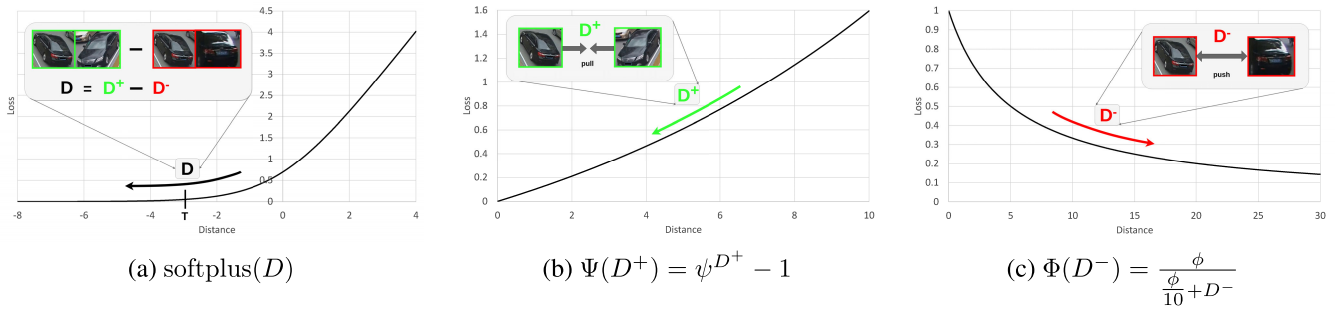 4.5
4
3.5
3
2.5
2
1.5
1
0.5
0
Loss
D = D⁺ − D⁻
D
T
-8 -6 -4 -2 0 2 4
Distance
(a) softplus(D)
1.6
1.4
1.2
1
0.8
0.6
0.4
0.2
0
Loss
D⁺
pull
D⁺
0 2 4 6 8 10
Distance
(b) Ψ(D⁺) = ψ^{D⁺} − 1
1
0.9
0.8
0.7
0.6
0.5
0.4
0.3
0.2
0.1
0
Loss
D⁻
push
D⁻
0 5 10 15 20 25 30
Distance
(c) Φ(D⁻) = \frac{ϕ}{\frac{ϕ}{10}+D⁻}